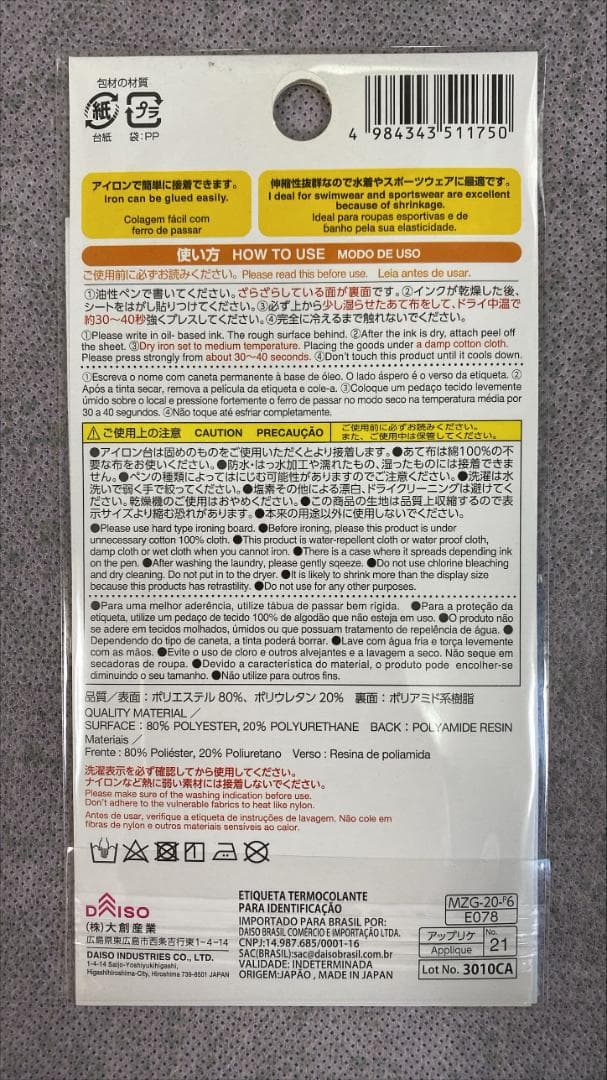 包材の材質
紙
プラ
台紙
袋:PP
4 984343 511750
アイロンで簡単に接着できます。
Iron can be glued easily.
Colagem fácil com
ferro de passar
伸縮性抜群なので水着やスポーツウェアに最適です。
I deal for swimwear and sportswear are excellent
because of shrinkage.
Ideal para roupas esportivas e de
banho pela sua elasticidade.
使い方 HOW TO USE MODO DE USO
ご使用前に必ずお読みください。Please read this before use. Leia antes de usar.
①油性ペンで書いてください。ざらざらしている面が裏面です。②インクが乾燥した後、
シートをはがし貼りつけてください。③必ず上から少し湿らせたあて布をして、ドライ中温で
約30〜40秒強くプレスしてください。④完全に冷えるまで触れないでください。
①Please write in oil- based ink. The rough surface behind. ②After the ink is dry, attach peel off
the sheet. ③Dry iron set to medium temperature. Placing the goods under a damp cotton cloth.
Please press strongly from about 30〜40 seconds. ④Don't touch this product until it cools down.
①Escreva o nome com caneta permanente à base de óleo. O lado áspero é o verso da etiqueta. ②
Após a tinta secar, remova a película da etiqueta e cole-a. ③Coloque um pedaço tecido levemente
úmido sobre o local e pressione fortemente o ferro de passar no modo seco na temperatura média por
30 a 40 segundos. ④Não toque até esfriar completamente.
ご使用上の注意 CAUTION PRECAUÇÃO
ご使用前に必ずお読みください。
また、ご使用中は保管してください。
●アイロン台は固めのものをご使用いただくとより接着します。●あて布は綿100%の不
要な布をお使いください。●防水・はっ水加工や濡れたもの、湿ったものには接着できま
せん。●ペンの種類によってはにじむ可能性がありますのでご注意ください。●洗濯は水
洗いで弱く手で絞ってください。●塩素その他による漂白、ドライクリーニングは避けてく
ださい。乾燥機のご使用はおやめください。●この商品の生地は品質上収縮するので表
示サイズより縮む恐れがあります。●本来の用途以外に使用しないでください。
●Please use hard type ironing board. ●Before ironing, please this product is under
unnecessary cotton 100% cloth. ●This product is water-repellent cloth or water proof cloth,
damp cloth or wet cloth when you cannot iron. ●There is a case where it spreads depending ink
on the pen. ●After washing the laundry, please gently sqeeze. ●Do not use chlorine bleaching
and dry cleaning. Do not put in to the dryer. ●It is likely to shrink more than the display size
because this products has retrastility. ●Do not use for any other purposes.
●Para uma melhor aderência, utilize tábua de passar bem rígida. ●Para a proteção da
etiqueta, utilize um pedaço de tecido 100% de algodão que não esteja em uso. ●O produto não
se adere em tecidos molhados, úmidos ou que possuam tratamento de repelência de água. ●
Dependendo do tipo de caneta, a tinta poderá borrar. ●Lave com água fria e torça levemente
com as mãos. ●Evite o uso de cloro e outros alvejantes e a lavagem a seco. Não seque em
secadoras de roupa. ●Devido a característica do material, o produto pode encolher-se
diminuindo o seu tamanho. ●Não utilize para outros fins.
品質/表面:ポリエステル80%、ポリウレタン20% 裏面:ポリアミド系樹脂
QUALITY MATERIAL/
SURFACE : 80% POLYESTER, 20% POLYURETHANE BACK : POLYAMIDE RESIN
Materiais/
Frente : 80% Poliéster, 20% Poliuretano Verso : Resina de poliamida
洗濯表示を必ず確認してから使用してください。
ナイロンなど熱に弱い素材には接着しないでください。
Please make sure of the washing indication before use.
Don't adhere to the vulnerable fabrics to heat like nylon.
Antes de usar, verifique a etiqueta de instruções de lavagem. Não cole em
fibras de nylon e outros materiais sensíveis ao calor.
DAISO
(株)大創産業
広島県東広島市西条吉行東1-4-14
DAISO INDUSTRIES CO., LTD.
1-4-14 Saijo-Yoshiyukihigashi,
Higashihiroshima-City, Hiroshima 739-8501 JAPAN
ETIQUETA TERMOCOLANTE
PARA IDENTIFICAÇÃO
IMPORTADO PARA BRASIL POR:
DAISO BRASIL COMÉRCIO E IMPORTAÇÃO LTDA.
CNPJ:14.987.685/0001-16
SAC(BRASIL):sac@daisobrasil.com.br
VALIDADE: INDETERMINADA
ORIGEM:JAPÃO , MADE IN JAPAN
MZG-20-P6
E078
アップリケ
Applique
No.
21
Lot No. 3010CA